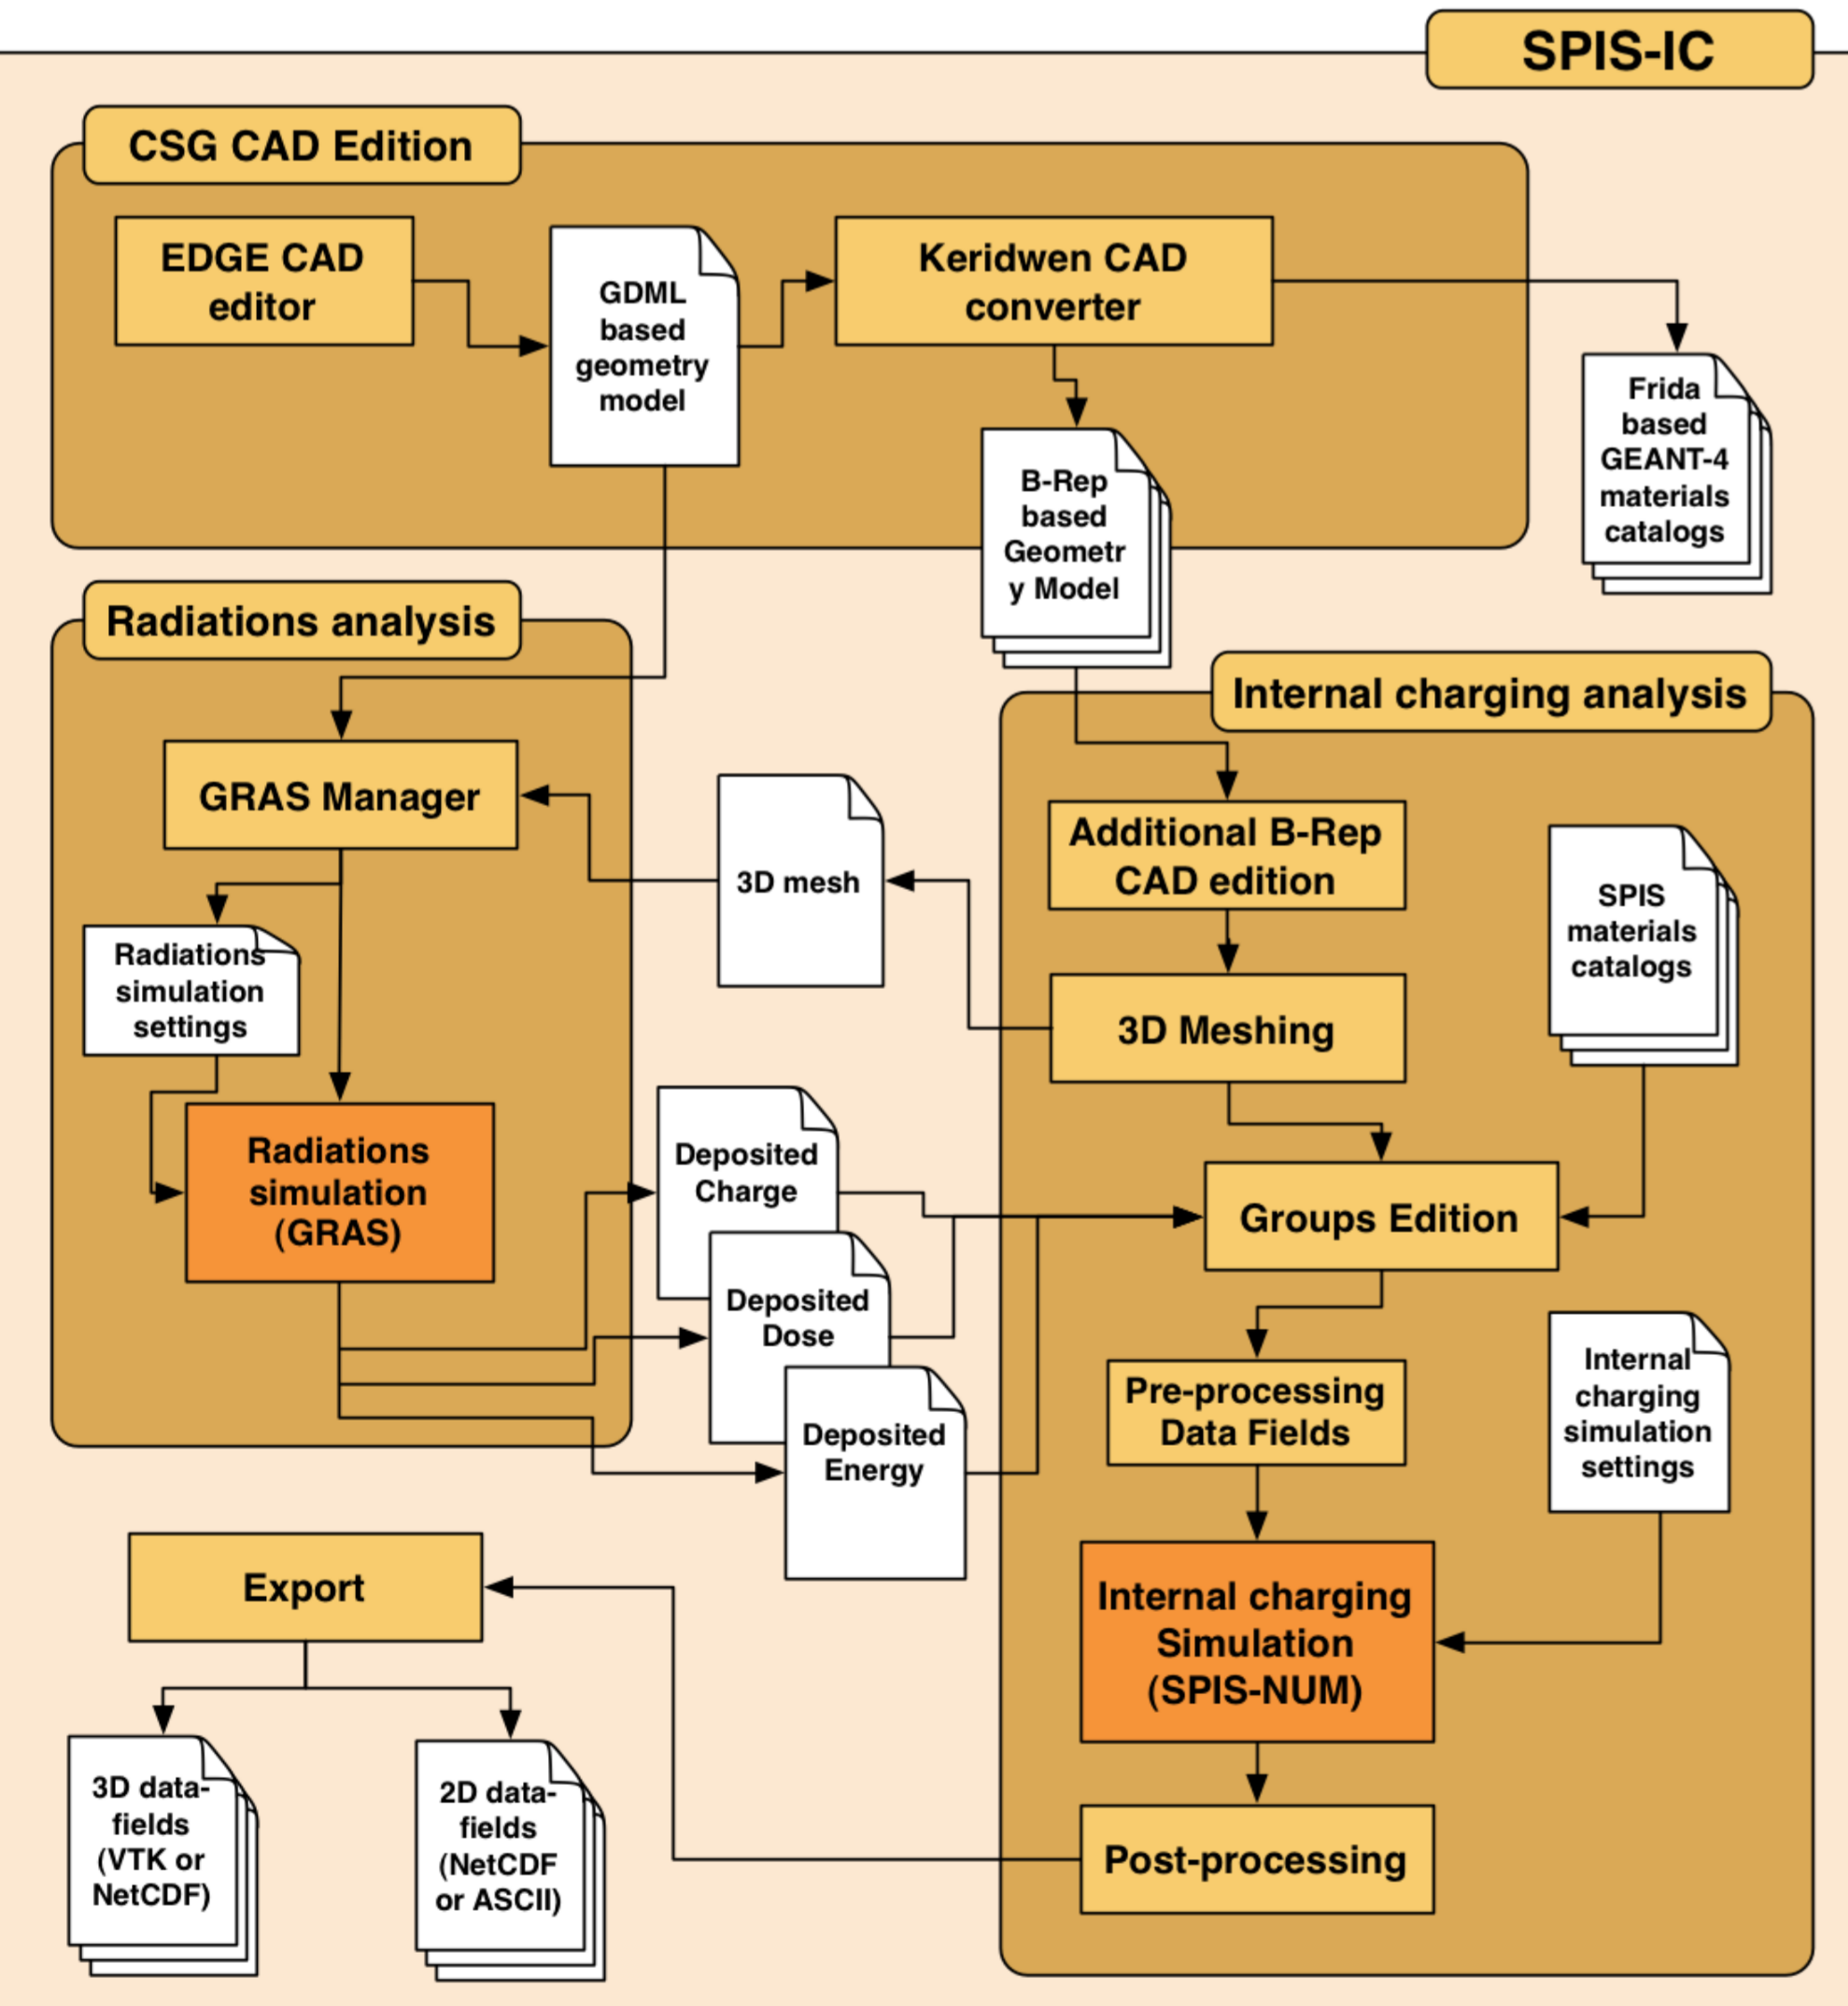 SPIS-IC
CSG CAD Edition
EDGE CAD
editor
GDML
based
geometry
model
Keridwen CAD
converter
Frida
based
GEANT-4
materials
catalogs
B-Rep
based
Geometr
y Model
Radiations analysis
Internal charging analysis
GRAS Manager
3D mesh
Additional B-Rep
CAD edition
SPIS
materials
catalogs
Radiations
simulation
settings
3D Meshing
Radiations
simulation
(GRAS)
Deposited
Charge
Groups Edition
Deposited
Dose
Deposited
Energy
Pre-processing
Data Fields
Internal
charging
simulation
settings
Export
Internal charging
Simulation
(SPIS-NUM)
3D data-
fields
(VTK or
NetCDF)
2D data-
fields
(NetCDF
or ASCII)
Post-processing